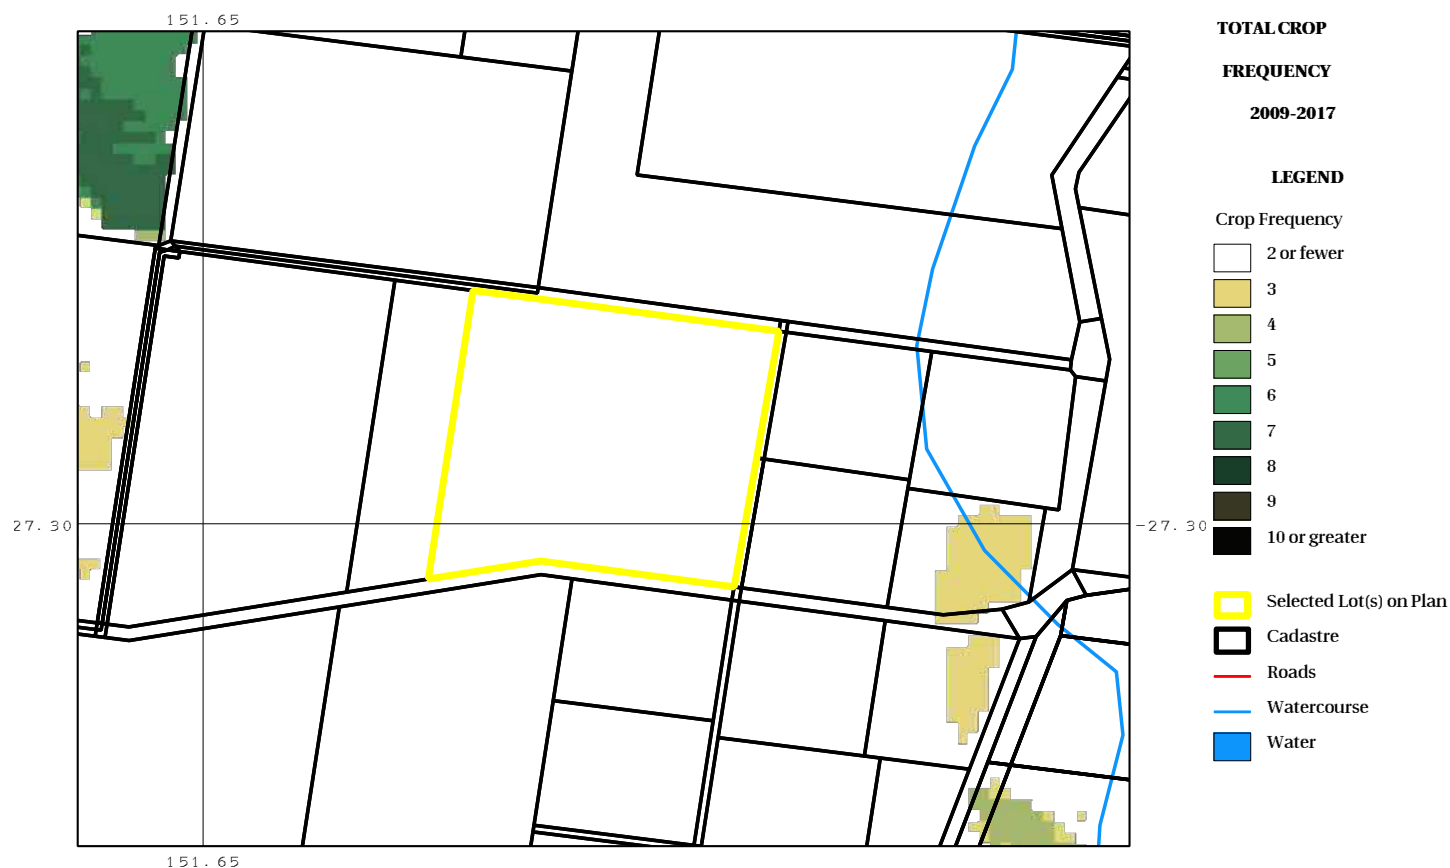 151.65
TOTAL CROP
FREQUENCY
2009-2017
LEGEND
Crop Frequency
2 or fewer
3
4
5
6
7
8
9
10 or greater
27.30
-27.30
Selected Lot(s) on Plan
Cadastre
Roads
Watercourse
Water
151.65